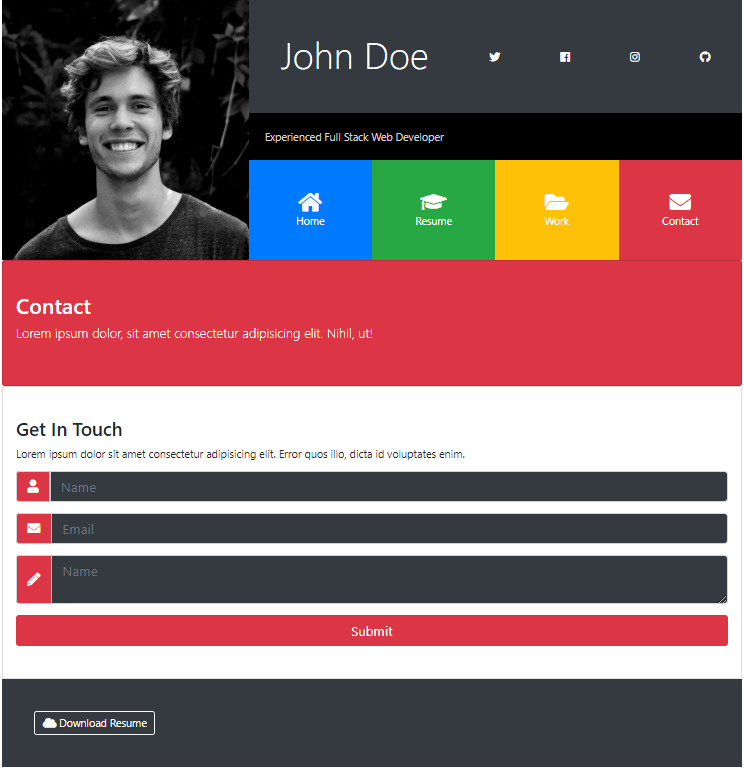 John Doe
Experienced Full Stack Web Developer
Home
Resume
Work
Contact
Contact
Lorem ipsum dolor, sit amet consectetur adipisicing elit. Nihil, ut!
Get In Touch
Lorem ipsum dolor sit amet consectetur adipisicing elit. Error quos illo, dicta id voluptates enim.
Name
Email
Name
Submit
Download Resume